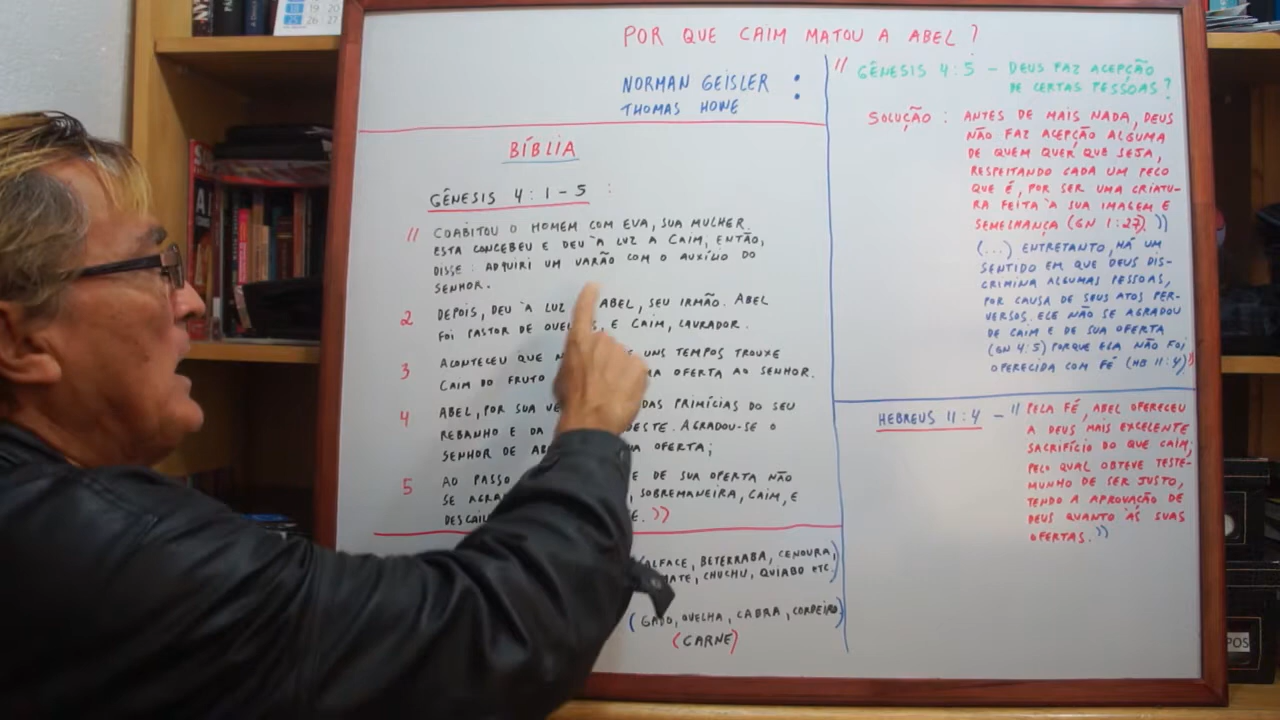 POR QUE CAIM MATOU A ABEL ?
NORMAN GEISLER :
THOMAS HOWE
BÍBLIA
GÊNESIS 4 : 1 - 5 :
" COABITOU O HOMEM COM EVA, SUA MULHER.
ESTA CONCEBEU E DEU À LUZ A CAIM, ENTÃO,
DISSE : ADQUIRI UM VARÃO COM O AUXÍLIO DO
SENHOR.
2 DEPOIS, DEU À LUZ ABEL, SEU IRMÃO. ABEL
FOI PASTOR DE E CAIM, LAVRADOR.
3 ACONTECEU QUE UNS TEMPOS TROUXE
CAIM DO FRUTO OFERTA AO SENHOR.
4 ABEL, POR SUA DAS PRIMÍCIAS DO SEU
REBANHO E DA DESTE. AGRADOU-SE O
SENHOR DE OFERTA;
5 AO PASSO E DE SUA OFERTA NÃO
SE SOBREMANEIRA, CAIM, E
"
(ALFACE, BETERRABA, CENOURA,
CHUCHU, QUIABO ETC.)
(GADO, OVELHA, CABRA, CORDEIRO)
(CARNE)
" GÊNESIS 4 : 5 - DEUS FAZ ACEPÇÃO
DE CERTAS PESSOAS ?
SOLUÇÃO : ANTES DE MAIS NADA, DEUS
NÃO FAZ ACEPÇÃO ALGUMA
DE QUEM QUER QUE SEJA,
RESPEITANDO CADA UM PELO
QUE É, POR SER UMA CRIATU-
RA FEITA À SUA IMAGEM E
SEMELHANÇA (GN 1:27) "
(...) ENTRETANTO, HÁ UM
SENTIDO EM QUE DEUS DIS-
CRIMINA ALGUMAS PESSOAS,
POR CAUSA DE SEUS ATOS PER-
VERSOS. ELE NÃO SE AGRADOU
DE CAIM E DE SUA OFERTA
(GN 4:5) PORQUE ELA NÃO FOI
OFERECIDA COM FÉ (HB 11:4) "
HEBREUS 11:4 - " PELA FÉ, ABEL OFERECEU
A DEUS MAIS EXCELENTE
SACRIFÍCIO DO QUE CAIM;
PELO QUAL OBTEVE TESTE-
MUNHO DE SER JUSTO,
TENDO A APROVAÇÃO DE
DEUS QUANTO ÀS SUAS
OFERTAS. "